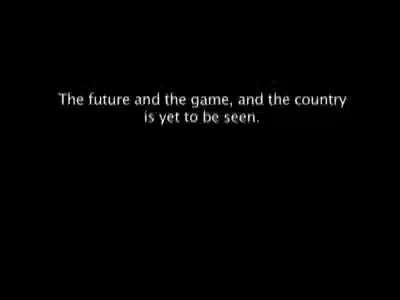 The future and the game, and the country
is yet to be seen.